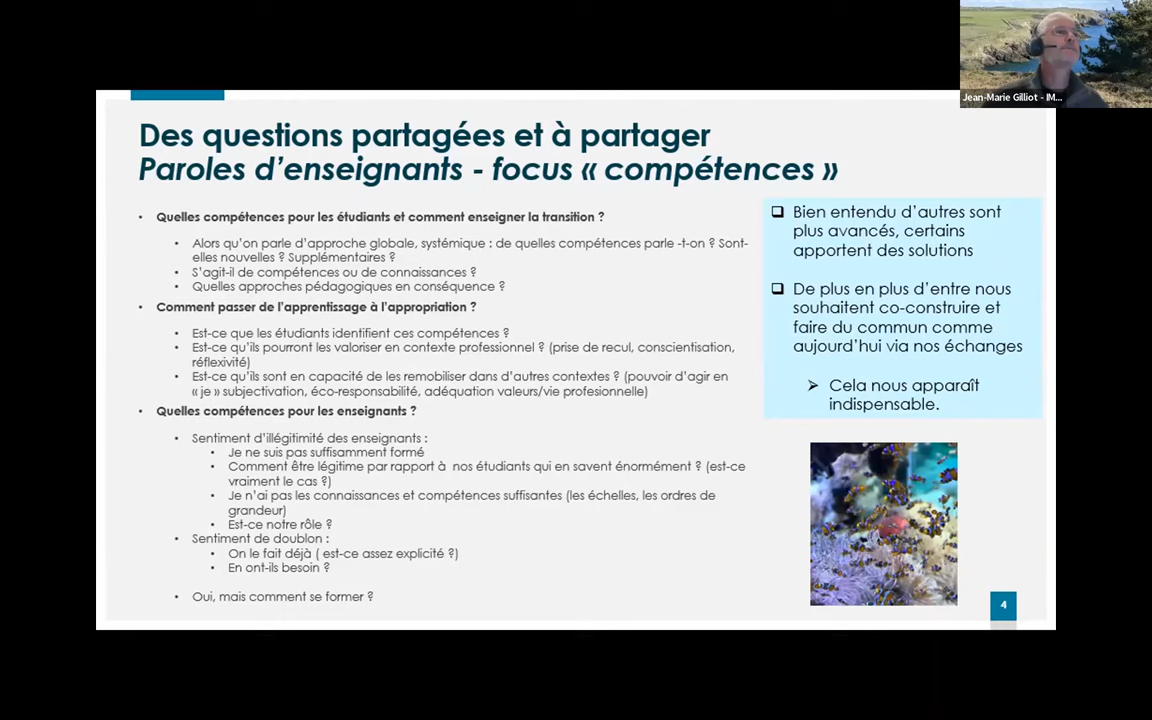 Jean-Marie Gilliot - IM...
Des questions partagées et à partager
Paroles d'enseignants - focus « compétences »
• Quelles compétences pour les étudiants et comment enseigner la transition ?
• Alors qu'on parle d'approche globale, systémique : de quelles compétences parle -t-on ? Sont-
elles nouvelles ? Supplémentaires ?
• S'agit-il de compétences ou de connaissances ?
• Quelles approches pédagogiques en conséquence ?
• Comment passer de l'apprentissage à l'appropriation ?
• Est-ce que les étudiants identifient ces compétences ?
• Est-ce qu'ils pourront les valoriser en contexte professionnel ? (prise de recul, conscientisation,
réflexivité)
• Est-ce qu'ils sont en capacité de les remobiliser dans d'autres contextes ? (pouvoir d'agir en
« je » subjectivation, éco-responsabilité, adéquation valeurs/vie profesionnelle)
• Quelles compétences pour les enseignants ?
• Sentiment d'illégitimité des enseignants :
• Je ne suis pas suffisamment formé
• Comment être légitime par rapport à nos étudiants qui en savent énormément ? (est-ce
vraiment le cas ?)
• Je n'ai pas les connaissances et compétences suffisantes (les échelles, les ordres de
grandeur)
• Est-ce notre rôle ?
• Sentiment de doublon :
• On le fait déjà ( est-ce assez explicité ?)
• En ont-ils besoin ?
• Oui, mais comment se former ?
❑ Bien entendu d'autres sont
plus avancés, certains
apportent des solutions
❑ De plus en plus d'entre nous
souhaitent co-construire et
faire du commun comme
aujourd'hui via nos échanges
➢ Cela nous apparaît
indispensable.
4